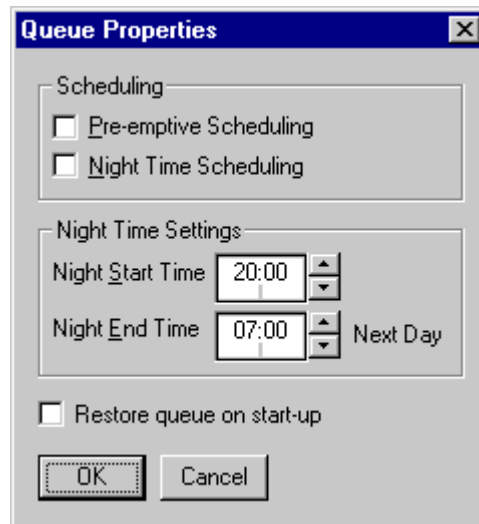 Queue Properties
Scheduling
Pre-emptive Scheduling
Night Time Scheduling
Night Time Settings
Night Start Time 20:00
Night End Time 07:00 Next Day
Restore queue on start-up
OK Cancel